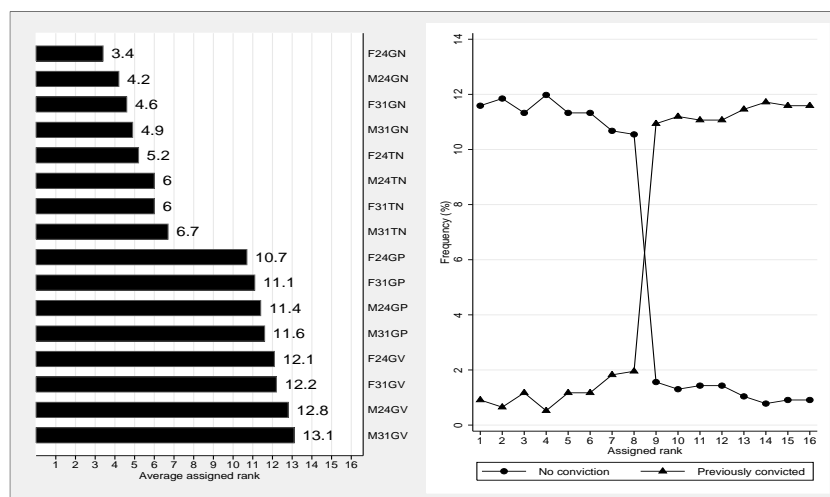 3.4 F24GN
4.2 M24GN
4.6 F31GN
4.9 M31GN
5.2 F24TN
6 M24TN
6 F31TN
6.7 M31TN
10.7 F24GP
11.1 F31GP
11.4 M24GP
11.6 M31GP
12.1 F24GV
12.2 F31GV
12.8 M24GV
13.1 M31GV
1 2 3 4 5 6 7 8 9 10 11 12 13 14 15 16
Average assigned rank
Frequency (%)
14
12
10
8
6
4
2
0
1 2 3 4 5 6 7 8 9 10 11 12 13 14 15 16
Assigned rank
No conviction Previously convicted